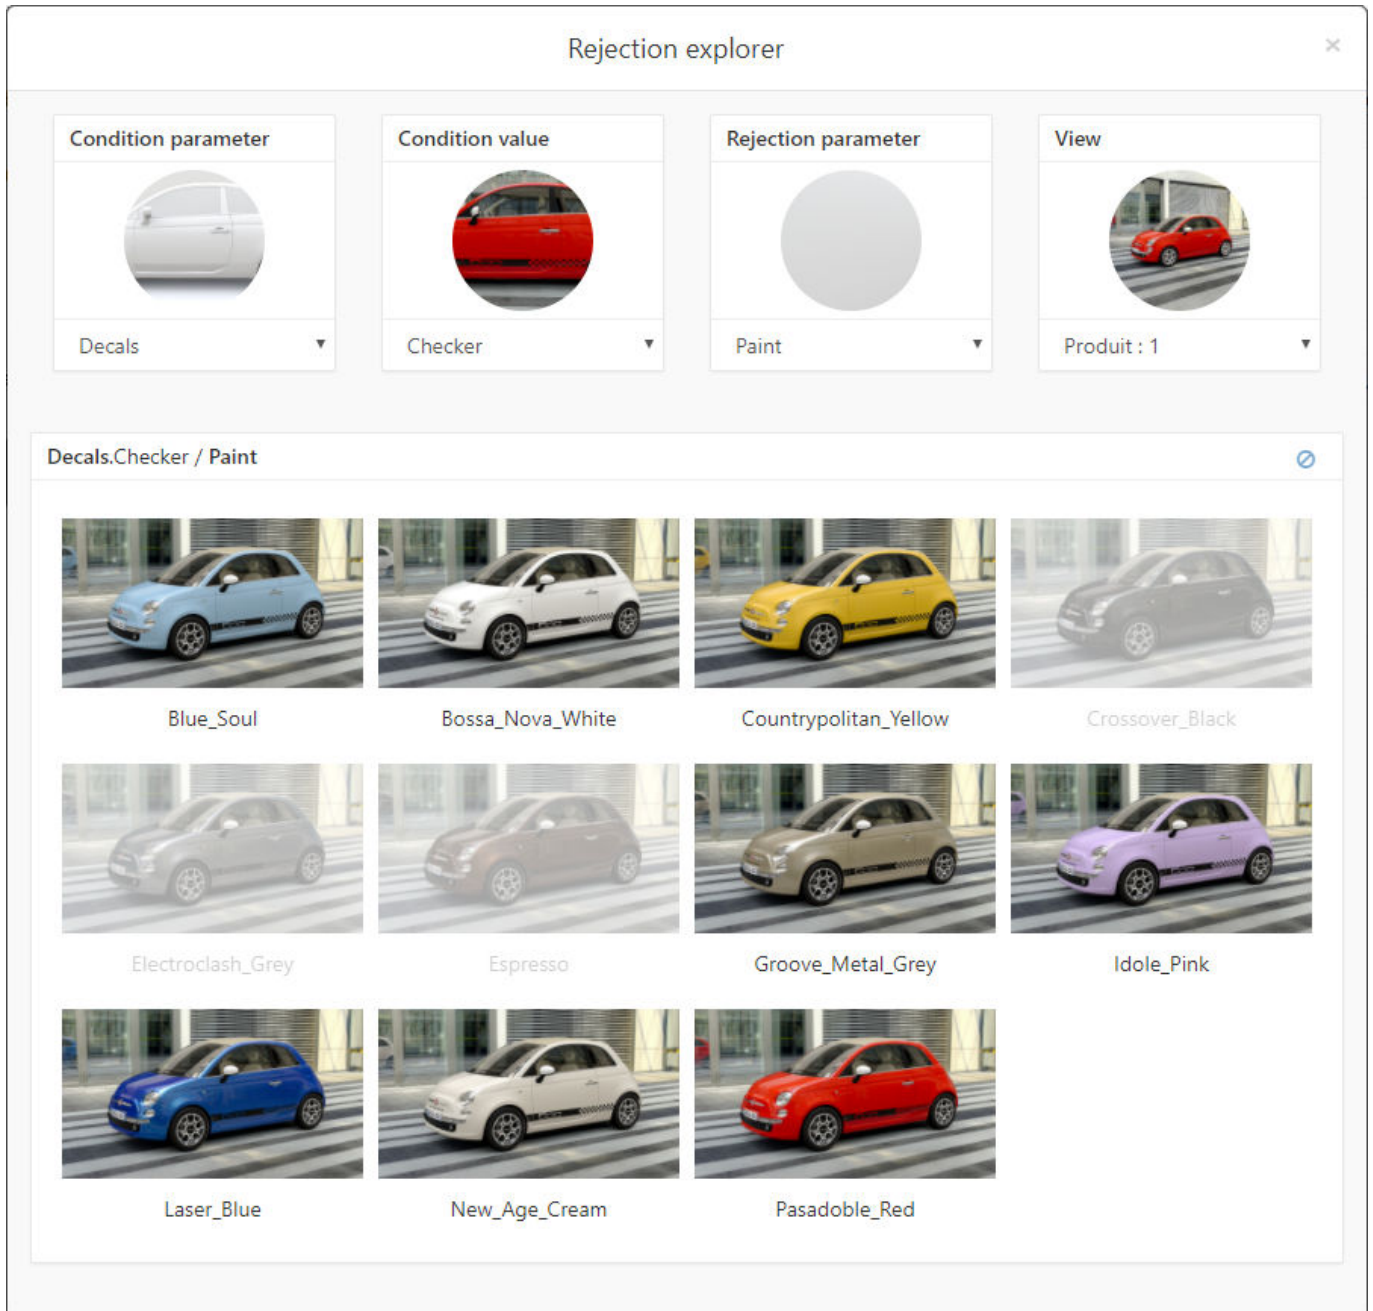 Rejection explorer
×
Condition parameter
Condition value
Rejection parameter
View
Decals
Checker
Paint
Produit : 1
Decals.Checker / Paint
Blue_Soul
Bossa_Nova_White
Countrypolitan_Yellow
Crossover_Black
Electroclash_Grey
Espresso
Groove_Metal_Grey
Idole_Pink
Laser_Blue
New_Age_Cream
Pasadoble_Red